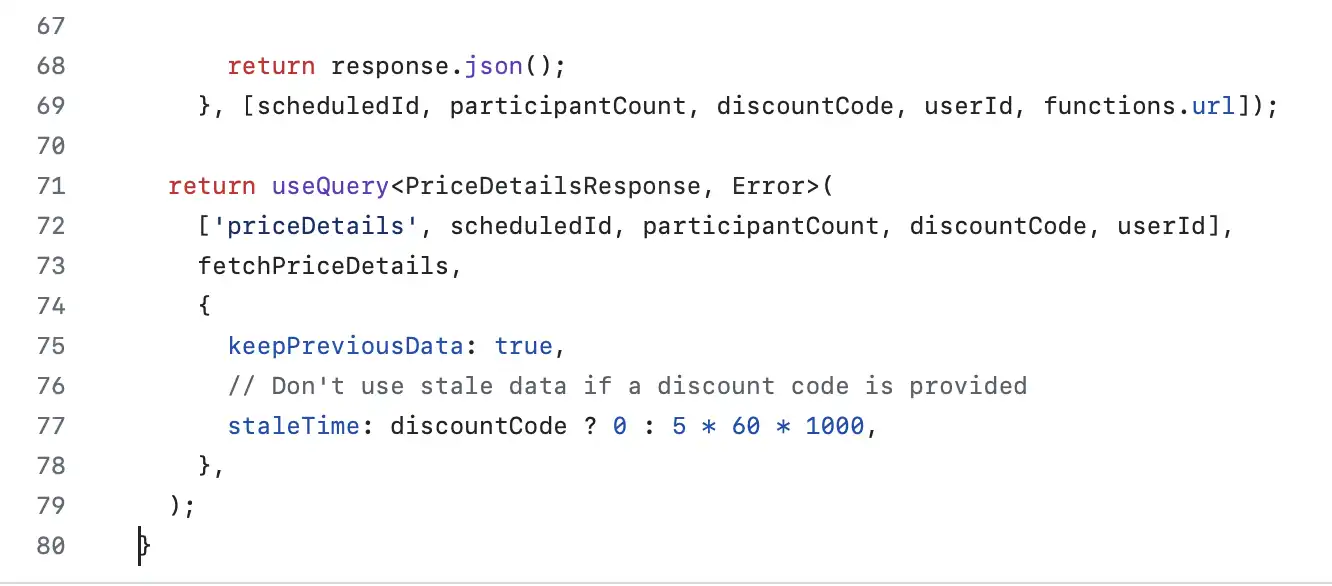 67
68 return response.json();
69 }, [scheduledId, participantCount, discountCode, userId, functions.url]);
70
71 return useQuery<PriceDetailsResponse, Error>(
72 ['priceDetails', scheduledId, participantCount, discountCode, userId],
73 fetchPriceDetails,
74 {
75 keepPreviousData: true,
76 // Don't use stale data if a discount code is provided
77 staleTime: discountCode ? 0 : 5 * 60 * 1000,
78 },
79 );
80 }